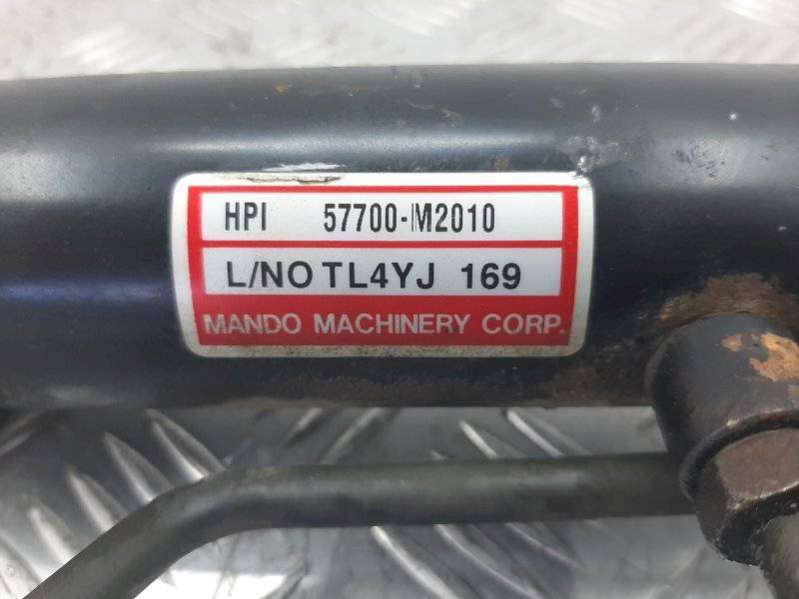 HPI 57700-M2010
L/NO TL4YJ 169
MANDO MACHINERY CORP.